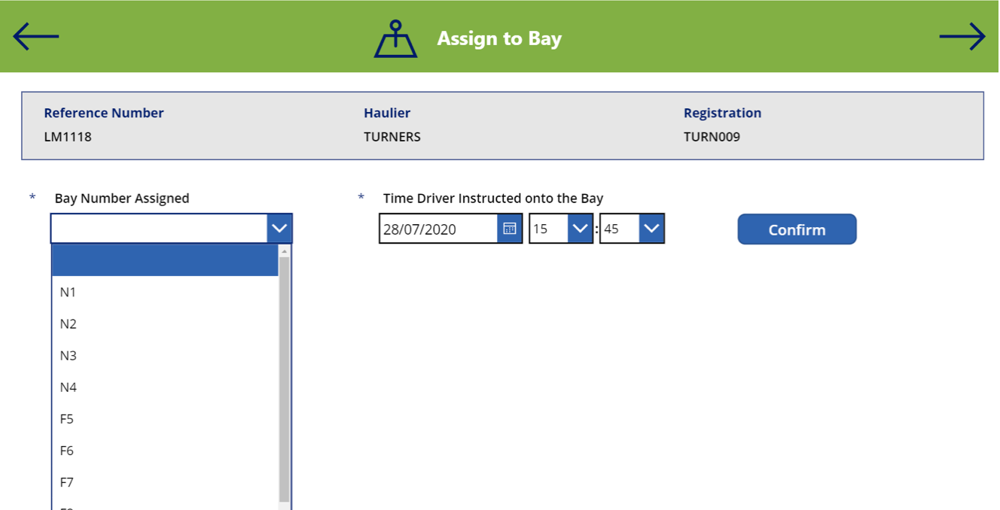 Assign to Bay
Reference Number Haulier Registration
LM1118 TURNERS TURN009
* Bay Number Assigned * Time Driver Instructed onto the Bay
28/07/2020 15 : 45 Confirm
N1
N2
N3
N4
F5
F6
F7